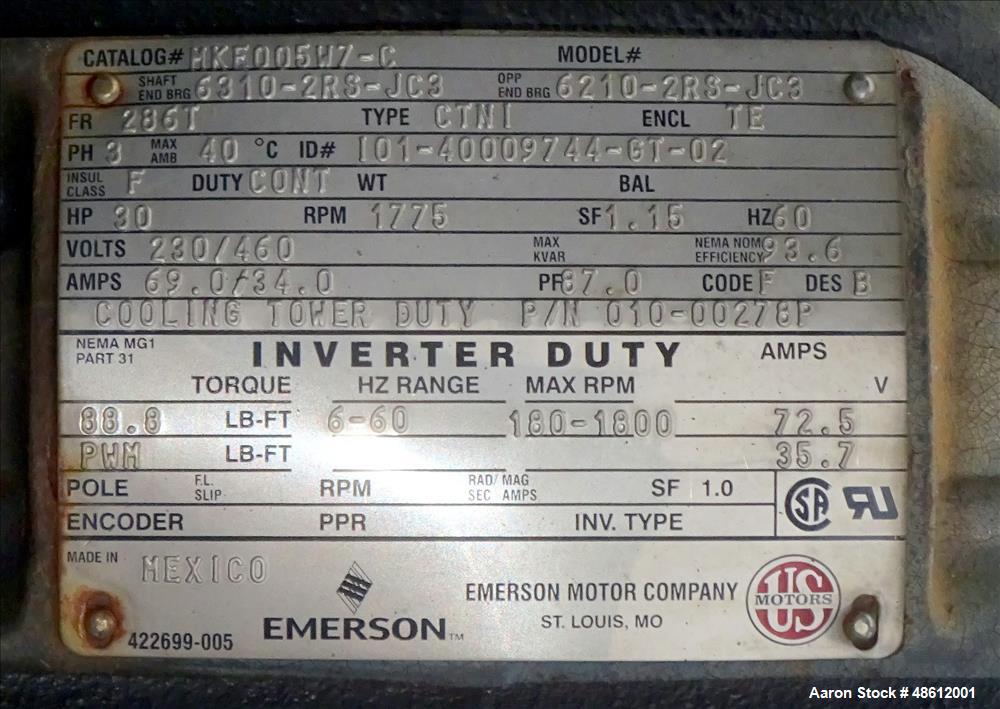 CATALOG# MKF005W7-C MODEL#
SHAFT END BRG 6310-2RS-JC3 OPP END BRG 6210-2RS-JC3
FR 286T TYPE CTN1 ENCL TE
PH 3 MAX AMB 40 °C ID# I01-40009744-GT-02
INSUL CLASS F DUTY CONT WT BAL
HP 30 RPM 1775 SF 1.15 HZ 60
VOLTS 230/460 MAX KVAR NEMA NOM EFFICIENCY 93.6
AMPS 69.0/34.0 PF 87.0 CODE F DES B
COOLING TOWER DUTY P/N 010-00278P
NEMA MG1 PART 31 INVERTER DUTY AMPS
TORQUE HZ RANGE MAX RPM V
88.8 LB-FT 6-60 180-1800 72.5
PWM LB-FT 35.7
POLE F.L. SLIP RPM RAD/SEC MAG AMPS SF 1.0
ENCODER PPR INV. TYPE
SA
RU
MADE IN MEXICO
EMERSON MOTOR COMPANY
ST. LOUIS, MO
US MOTORS
EMERSON™
422699-005
Aaron Stock # 48612001